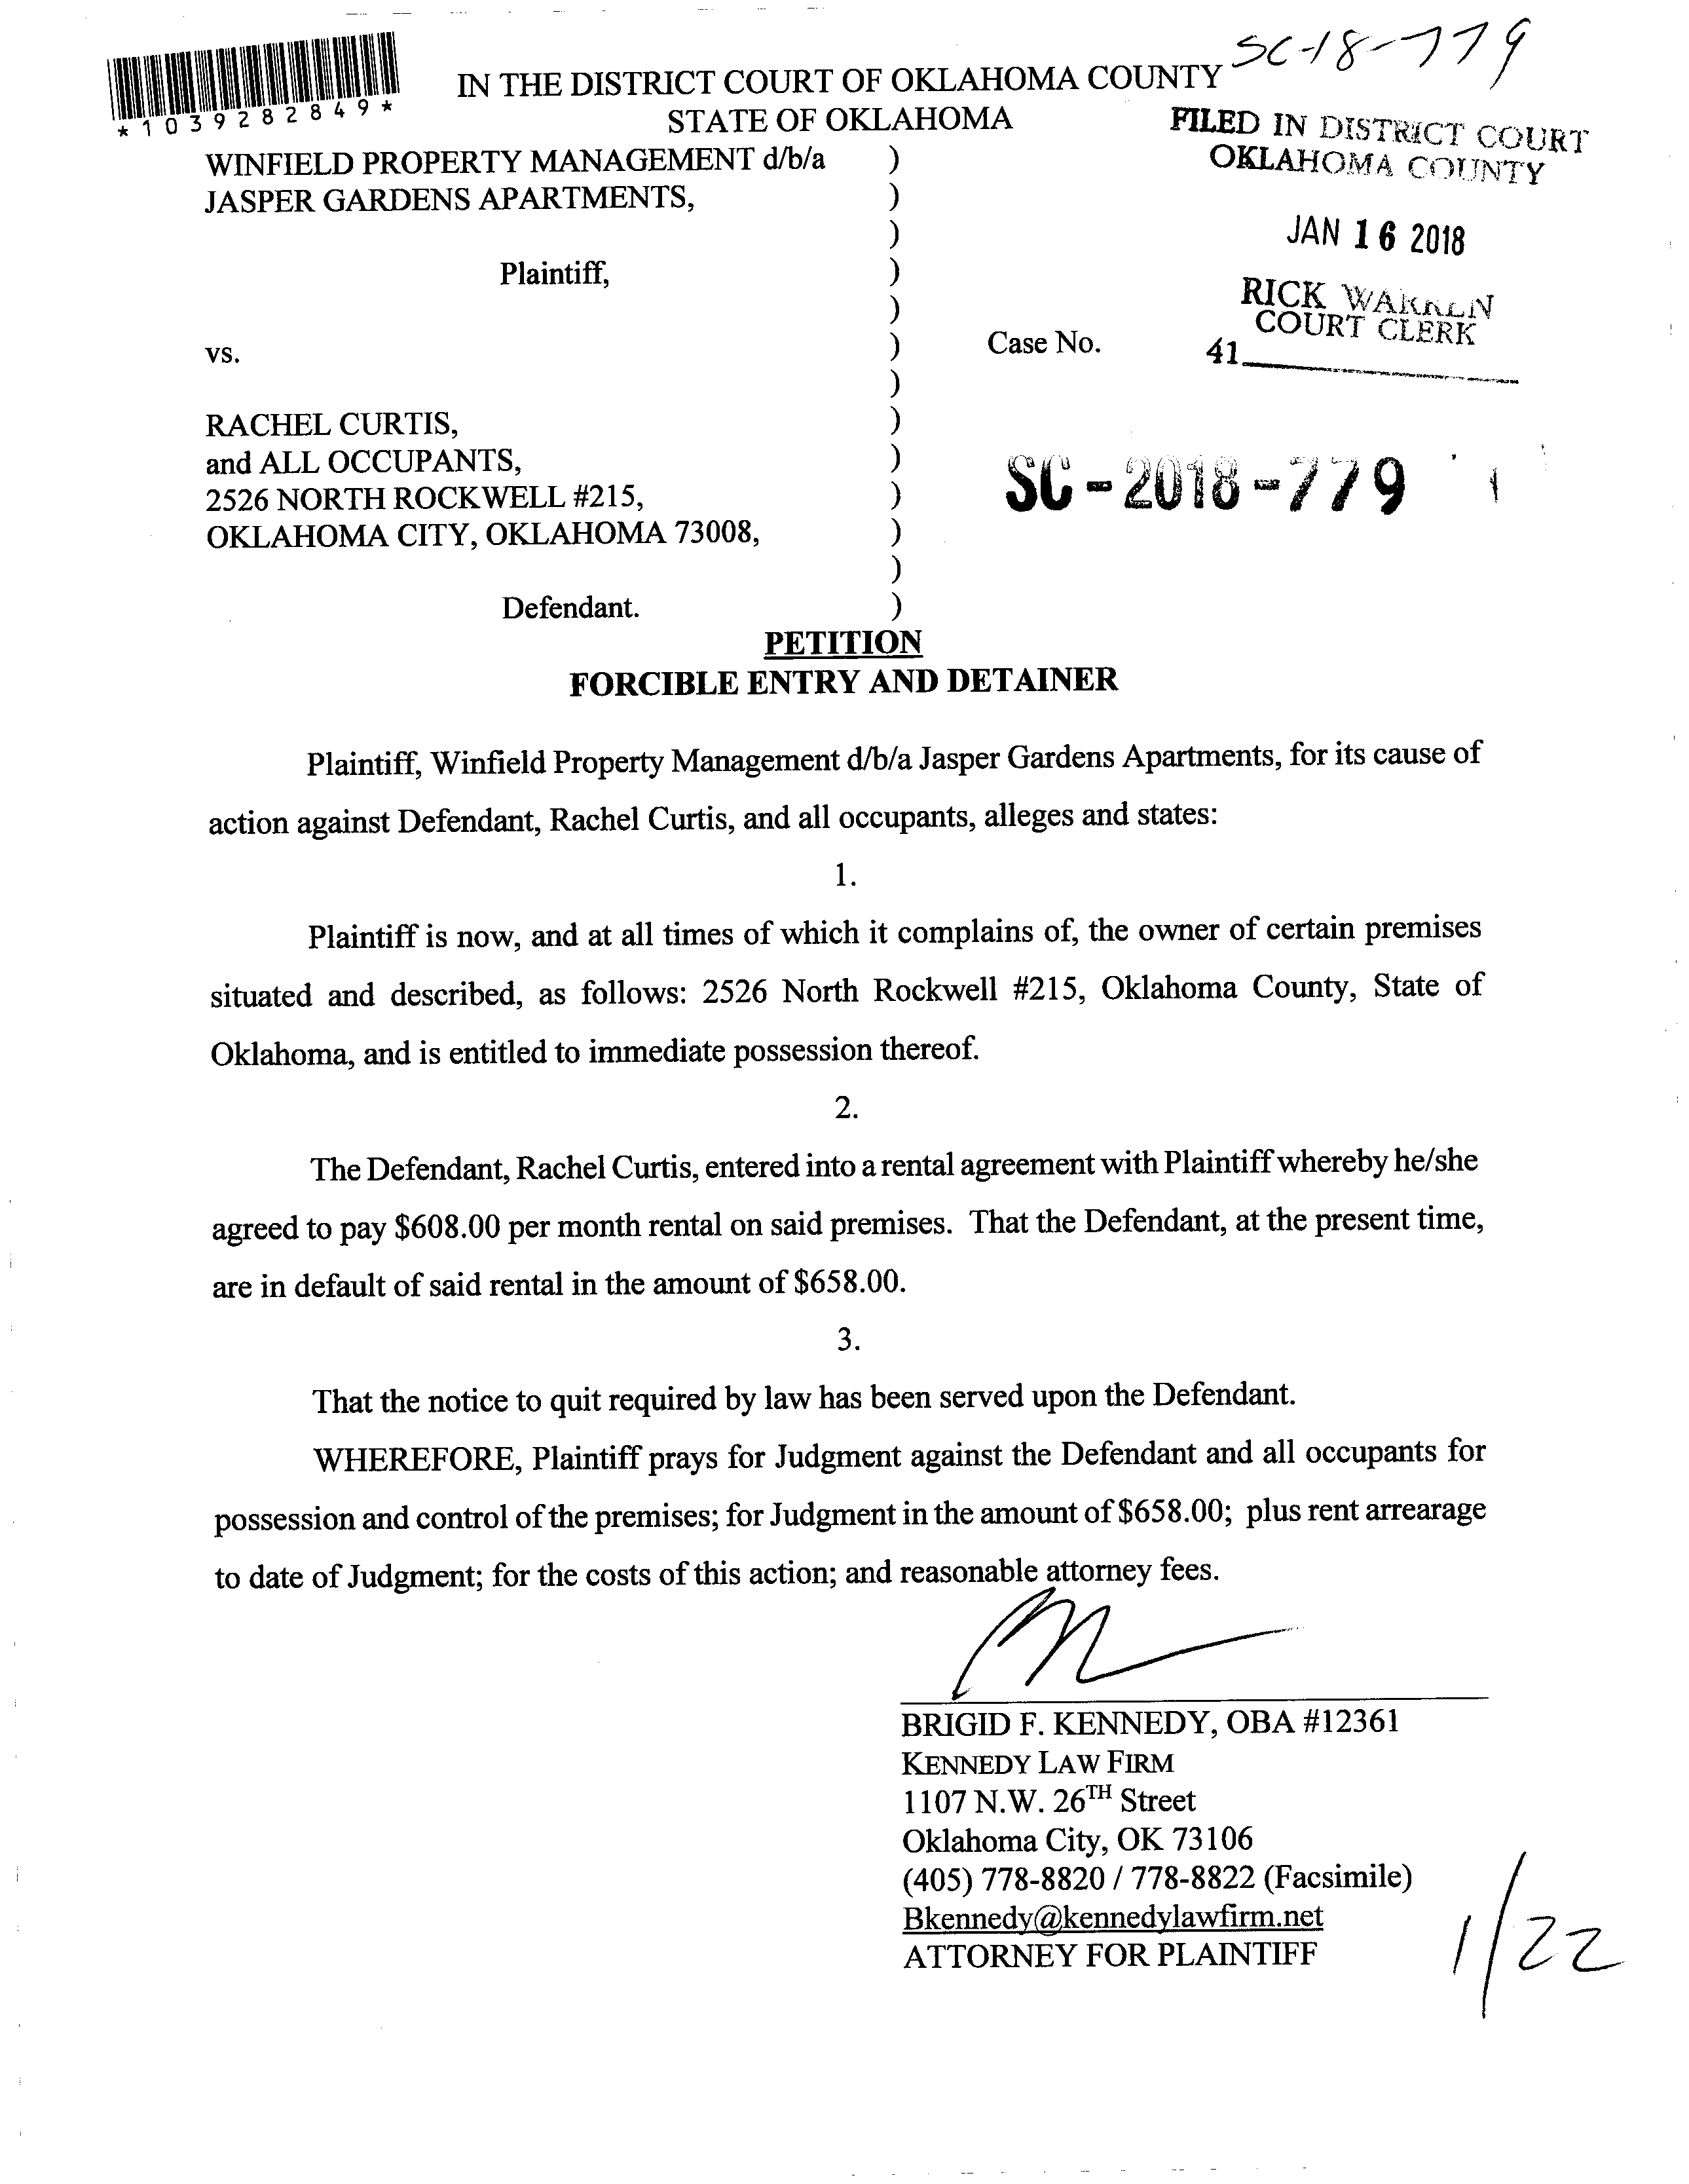 SC-18-779
*1039282849*
IN THE DISTRICT COURT OF OKLAHOMA COUNTY
STATE OF OKLAHOMA
FILED IN DISTRICT COURT
OKLAHOMA COUNTY
JAN 16 2018
RICK WARREN
COURT CLERK
41
WINFIELD PROPERTY MANAGEMENT d/b/a )
JASPER GARDENS APARTMENTS, )
)
Plaintiff, )
)
vs. ) Case No.
)
RACHEL CURTIS, )
and ALL OCCUPANTS, )
2526 NORTH ROCKWELL #215, ) SC-2018-779
OKLAHOMA CITY, OKLAHOMA 73008, )
)
Defendant. )
PETITION
FORCIBLE ENTRY AND DETAINER
Plaintiff, Winfield Property Management d/b/a Jasper Gardens Apartments, for its cause of
action against Defendant, Rachel Curtis, and all occupants, alleges and states:
1.
Plaintiff is now, and at all times of which it complains of, the owner of certain premises
situated and described, as follows: 2526 North Rockwell #215, Oklahoma County, State of
Oklahoma, and is entitled to immediate possession thereof.
2.
The Defendant, Rachel Curtis, entered into a rental agreement with Plaintiff whereby he/she
agreed to pay $608.00 per month rental on said premises. That the Defendant, at the present time,
are in default of said rental in the amount of $658.00.
3.
That the notice to quit required by law has been served upon the Defendant.
WHEREFORE, Plaintiff prays for Judgment against the Defendant and all occupants for
possession and control of the premises; for Judgment in the amount of $658.00; plus rent arrearage
to date of Judgment; for the costs of this action; and reasonable attorney fees.
BRIGID F. KENNEDY, OBA #12361
KENNEDY LAW FIRM
1107 N.W. 26TH Street
Oklahoma City, OK 73106
(405) 778-8820 / 778-8822 (Facsimile)
Bkennedy@kennedylawfirm.net
ATTORNEY FOR PLAINTIFF
1/22